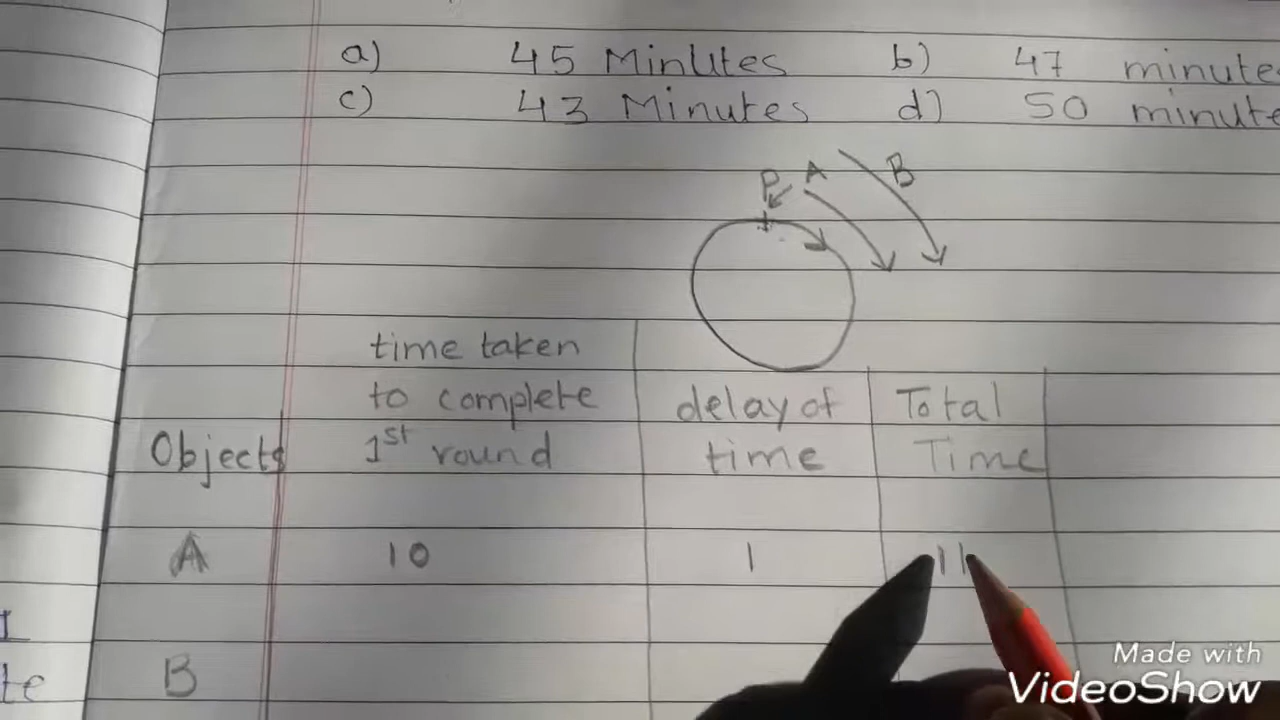 a) 45 Minutes b) 47 minute
c) 43 Minutes d) 50 minute
P A B
time taken
to complete delay of Total
Objects 1st round time Time
A 10 1 11
B
te
Made with
VideoShow